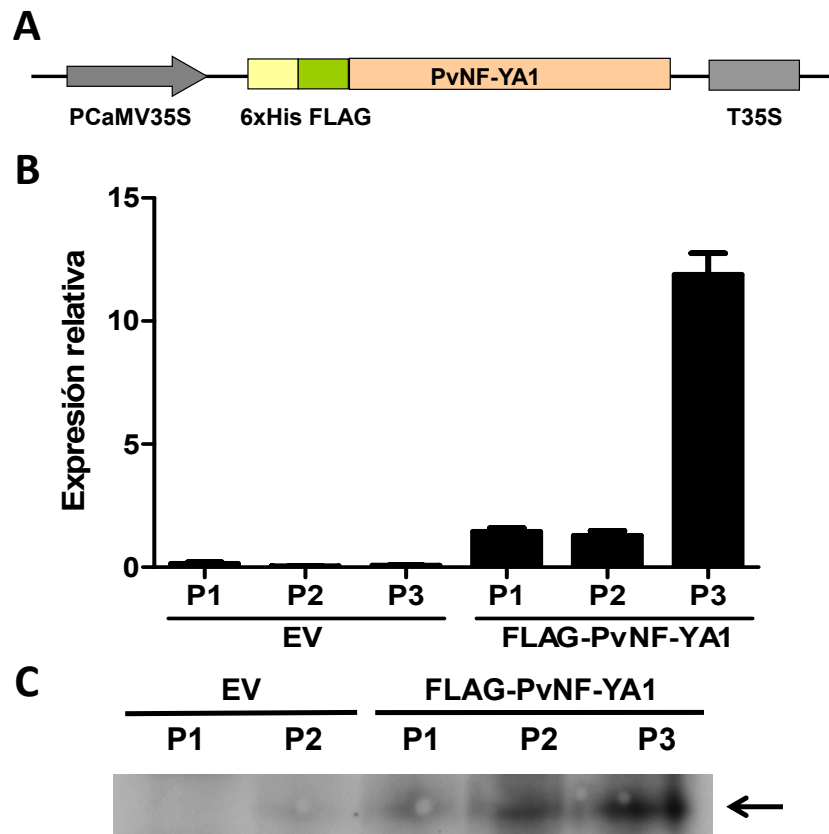 A
PvNF-YA1
PCaMV35S 6xHis FLAG T35S
B
Expresión relativa
15
10
5
0
P1 P2 P3 P1 P2 P3
EV FLAG-PvNF-YA1
C
EV FLAG-PvNF-YA1
P1 P2 P1 P2 P3